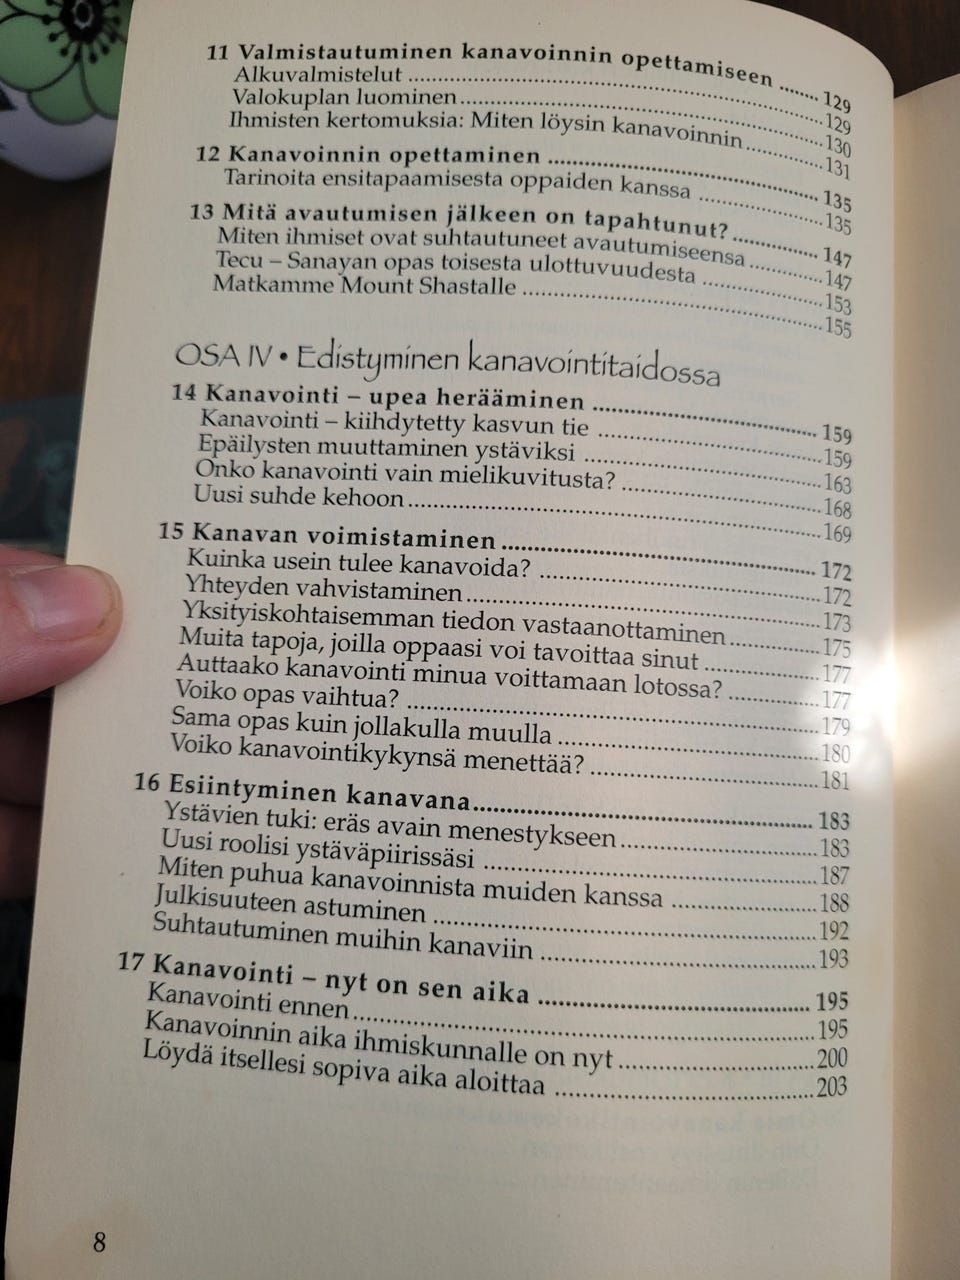 11 Valmistautuminen kanavoinnin opettamiseen ........ 129
Alkuvalmistelut ........ 129
Valokuplan luominen ........ 130
Ihmisten kertomuksia: Miten löysin kanavoinnin ........ 131
12 Kanavoinnin opettaminen ........ 135
Tarinoita ensitapaamisesta oppaiden kanssa ........ 135
13 Mitä avautumisen jälkeen on tapahtunut? ........ 147
Miten ihmiset ovat suhtautuneet avautumiseensa ........ 147
Tecu – Sanayan opas toisesta ulottuvuudesta ........ 153
Matkamme Mount Shastalle ........ 155
OSA IV • Edistyminen kanavointitaidossa
14 Kanavointi – upea herääminen ........ 159
Kanavointi – kiihdytetty kasvun tie ........ 159
Epäilysten muuttaminen ystäviksi ........ 163
Onko kanavointi vain mielikuvitusta? ........ 168
Uusi suhde kehoon ........ 169
15 Kanavan voimistaminen ........ 172
Kuinka usein tulee kanavoida? ........ 172
Yhteyden vahvistaminen ........ 173
Yksityiskohtaisemman tiedon vastaanottaminen ........ 175
Muita tapoja, joilla oppaasi voi tavoittaa sinut ........ 177
Auttaako kanavointi minua voittamaan lotossa? ........ 177
Voiko opas vaihtua? ........ 179
Sama opas kuin jollakulla muulla ........ 180
Voiko kanavointikykynsä menettää? ........ 181
16 Esiintyminen kanavana ........ 183
Ystävien tuki: eräs avain menestykseen ........ 183
Uusi roolisi ystäväpiirissäsi ........ 187
Miten puhua kanavoinnista muiden kanssa ........ 188
Julkisuuteen astuminen ........ 192
Suhtautuminen muihin kanaviin ........ 193
17 Kanavointi – nyt on sen aika ........ 195
Kanavointi ennen ........ 195
Kanavoinnin aika ihmiskunnalle on nyt ........ 200
Löydä itsellesi sopiva aika aloittaa ........ 203
8